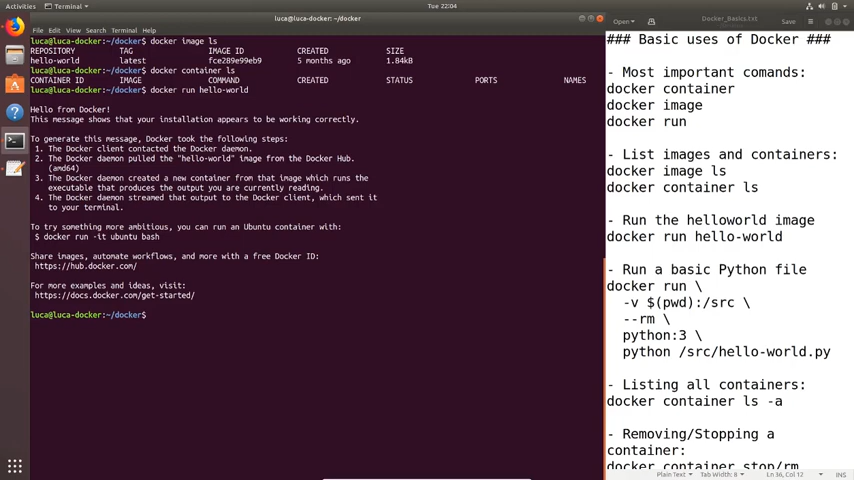 Activities
Terminal
Tue 22:04
luca@luca-docker: ~/docker
File Edit View Search Terminal Help
luca@luca-docker:~/docker$ docker image ls
REPOSITORY TAG IMAGE ID CREATED SIZE
hello-world latest fce289e99eb9 5 months ago 1.84kB
luca@luca-docker:~/docker$ docker container ls
CONTAINER ID IMAGE COMMAND CREATED STATUS PORTS NAMES
luca@luca-docker:~/docker$ docker run hello-world
Hello from Docker!
This message shows that your installation appears to be working correctly.
To generate this message, Docker took the following steps:
1. The Docker client contacted the Docker daemon.
2. The Docker daemon pulled the "hello-world" image from the Docker Hub.
(amd64)
3. The Docker daemon created a new container from that image which runs the
executable that produces the output you are currently reading.
4. The Docker daemon streamed that output to the Docker client, which sent it
to your terminal.
To try something more ambitious, you can run an Ubuntu container with:
$ docker run -it ubuntu bash
Share images, automate workflows, and more with a free Docker ID:
https://hub.docker.com/
For more examples and ideas, visit:
https://docs.docker.com/get-started/
luca@luca-docker:~/docker$
Open
Docker_Basics.txt
Save
### Basic uses of Docker ###
- Most important comands:
docker container
docker image
docker run
- List images and containers:
docker image ls
docker container ls
- Run the helloworld image
docker run hello-world
- Run a basic Python file
docker run \
-v $(pwd):/src \
--rm \
python:3 \
python /src/hello-world.py
- Listing all containers:
docker container ls -a
- Removing/Stopping a
container:
docker container stop/rm
Plain Text
Tab Width: 8
Ln 36, Col 12
INS